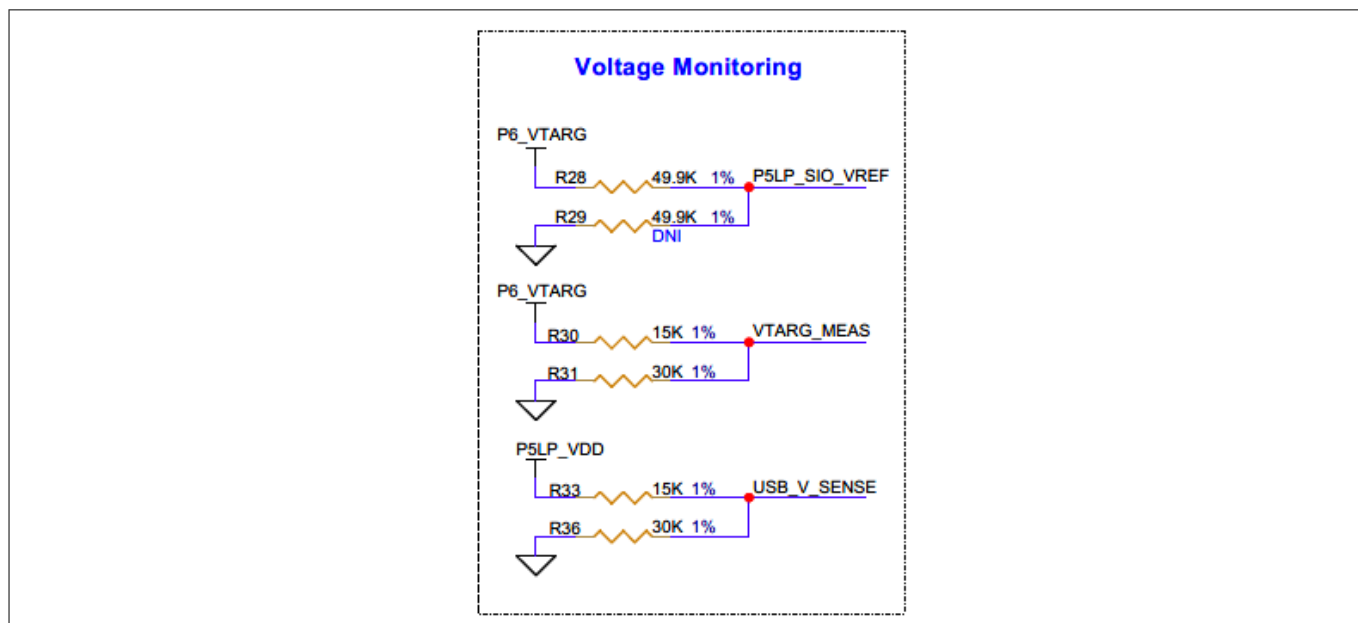 Voltage Monitoring
P6_VTARG
R28 49.9K 1% P5LP_SIO_VREF
R29 49.9K 1%
DNI
P6_VTARG
R30 15K 1% VTARG_MEAS
R31 30K 1%
P5LP_VDD
R33 15K 1% USB_V_SENSE
R36 30K 1%